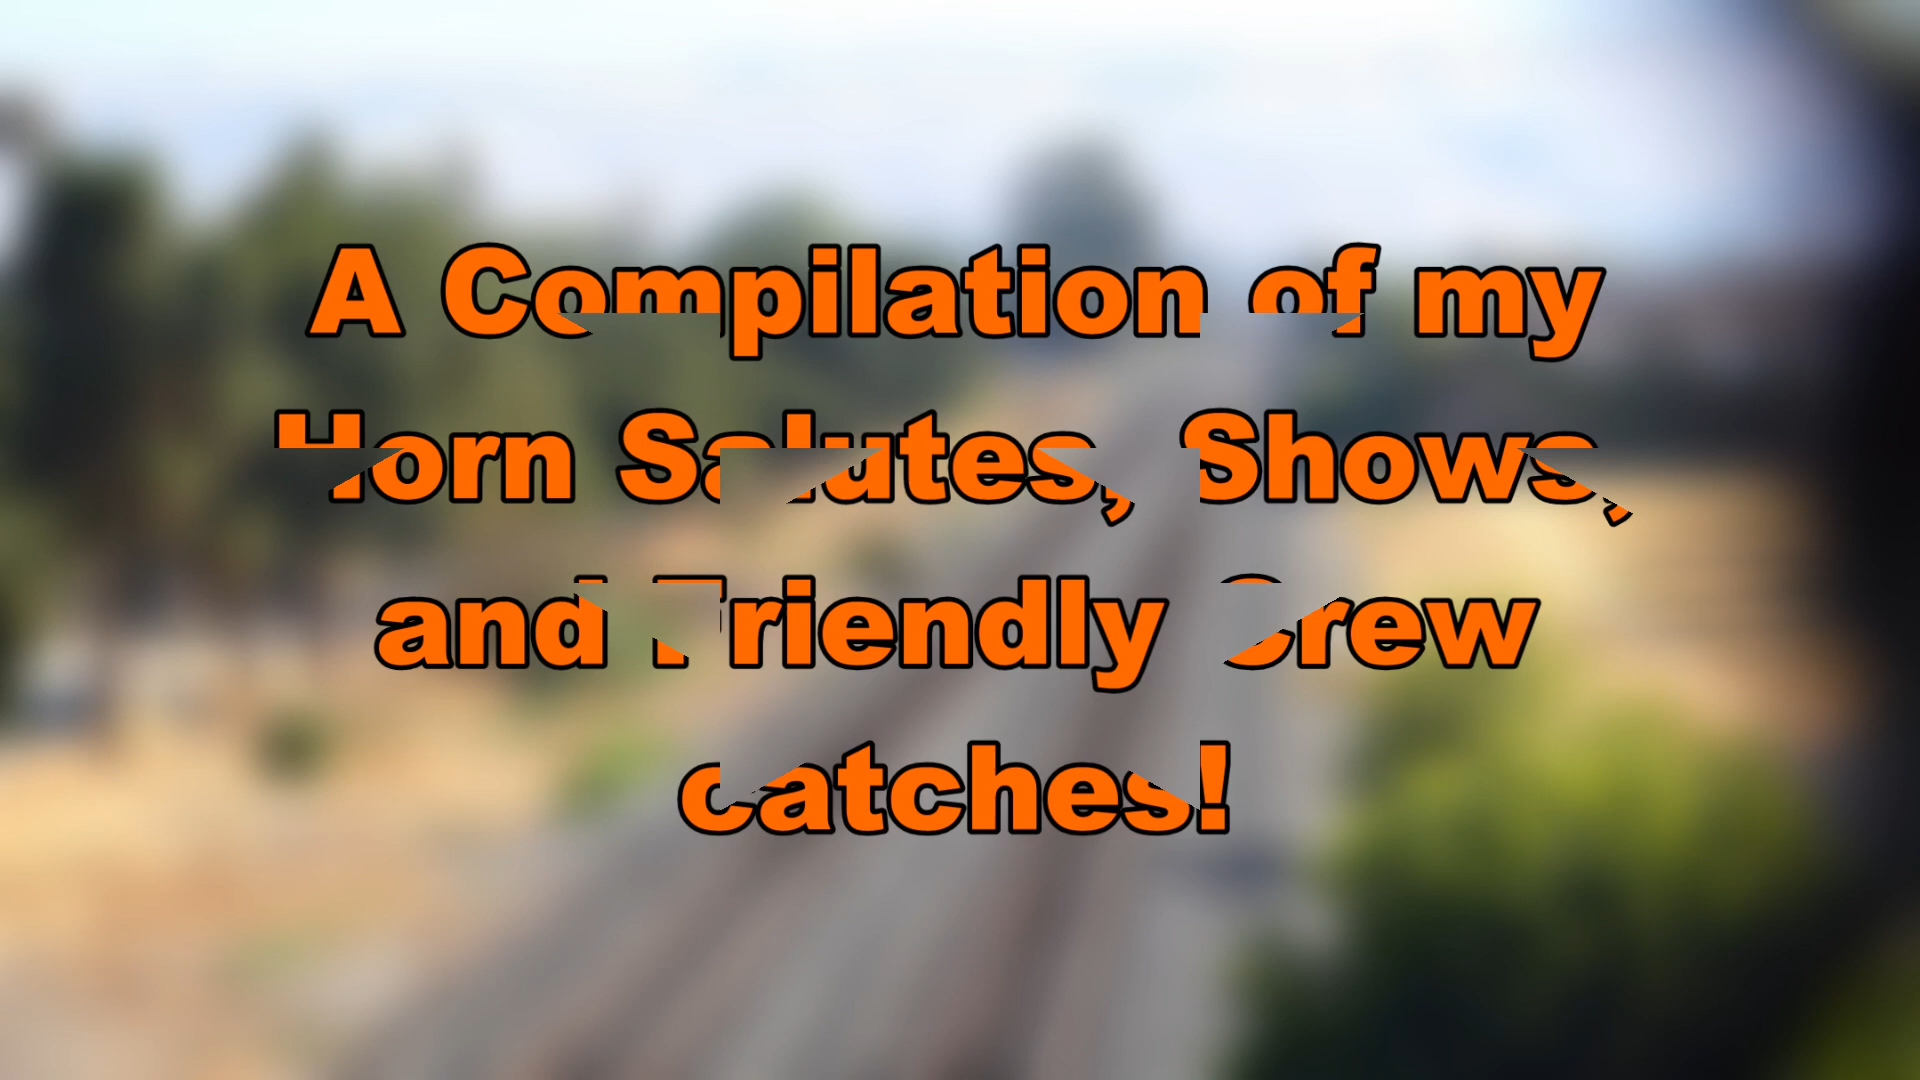 A Compilation of my
Horn Salutes, Shows,
and Friendly Crew
catches!